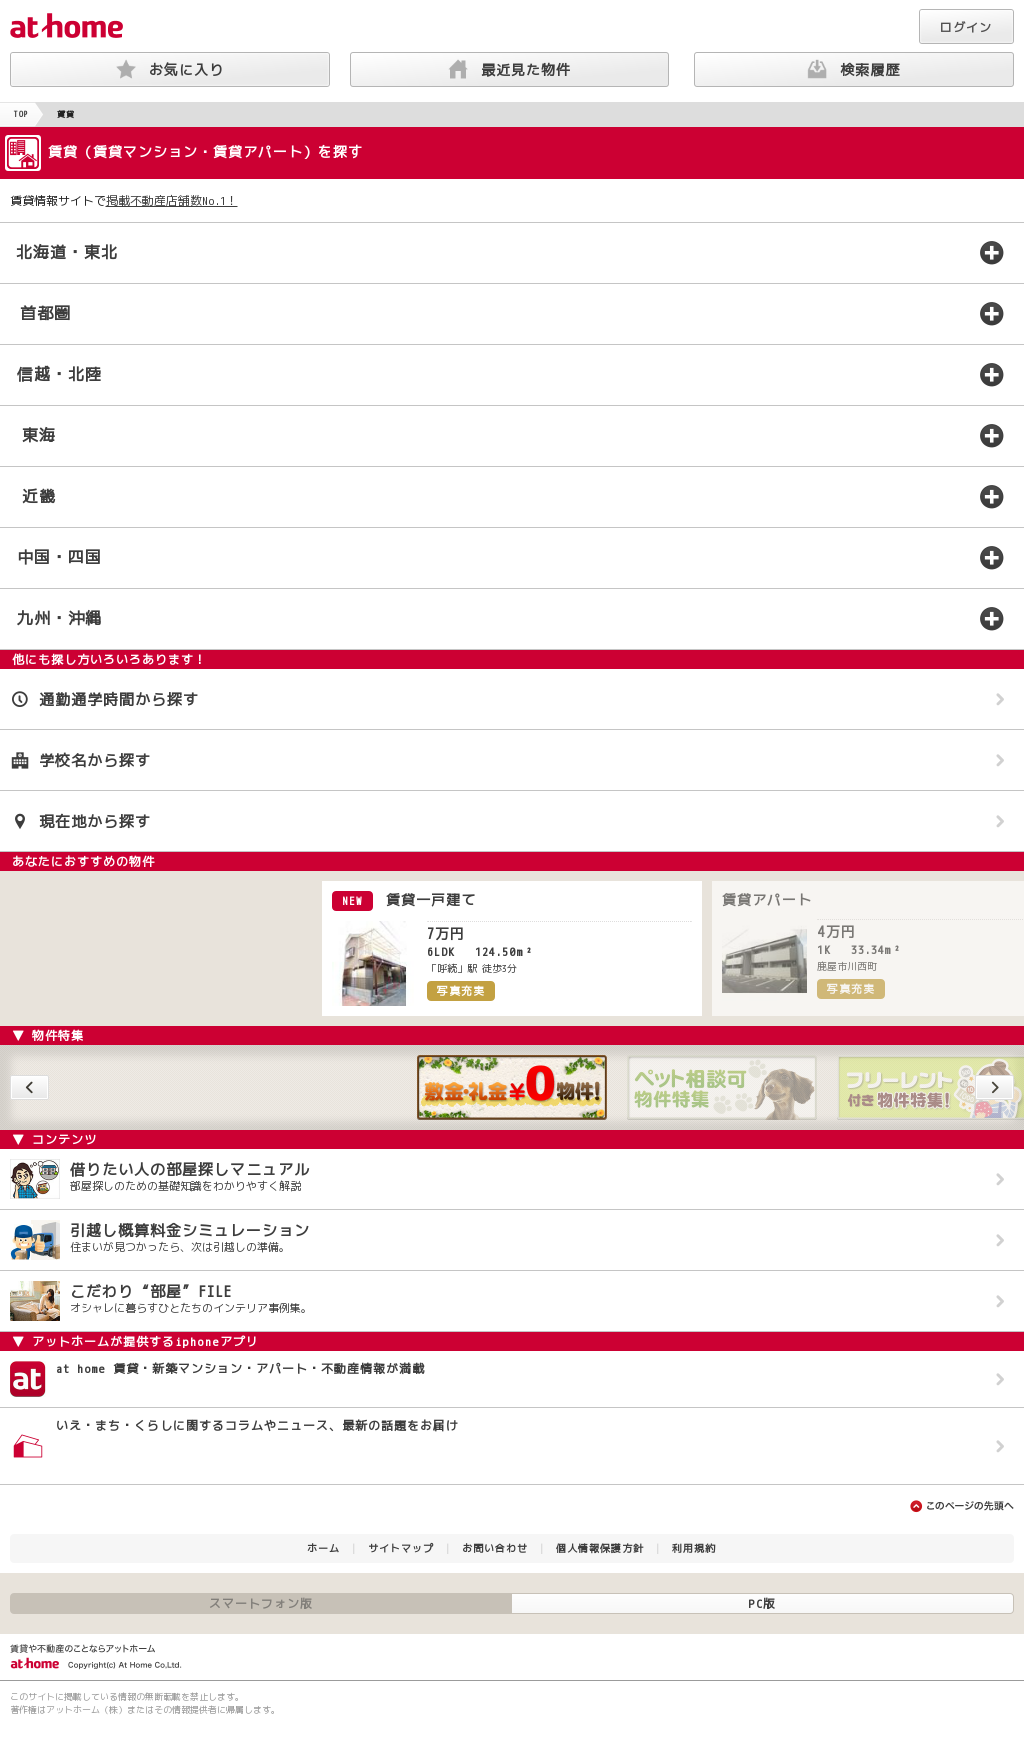 at home
ログイン
お気に入り
最近見た物件
検索履歴
TOP
賃貸
賃貸（賃貸マンション・賃貸アパート）を探す
賃貸情報サイトで掲載不動産店舗数No.1！
北海道・東北
首都圏
信越・北陸
東海
近畿
中国・四国
九州・沖縄
他にも探し方いろいろあります！
通勤通学時間から探す
学校名から探す
現在地から探す
あなたにおすすめの物件
NEW 賃貸一戸建て
7万円
6LDK 124.50m²
「呼続」駅 徒歩3分
写真充実
賃貸アパート
4万円
1K 33.34m²
鹿屋市川西町
写真充実
▼ 物件特集
敷金・礼金¥0物件!
ペット相談可
物件特集
フリーレント
付き物件特集!
▼ コンテンツ
借りたい人の部屋探しマニュアル
部屋探しのための基礎知識をわかりやすく解説
引越し概算料金シミュレーション
住まいが見つかったら、次は引越しの準備。
こだわり“部屋”FILE
オシャレに暮らすひとたちのインテリア事例集。
▼ アットホームが提供するiphoneアプリ
at
at home 賃貸・新築マンション・アパート・不動産情報が満載
いえ・まち・くらしに関するコラムやニュース、最新の話題をお届け
このページの先頭へ
ホーム | サイトマップ | お問い合わせ | 個人情報保護方針 | 利用規約
スマートフォン版
PC版
賃貸や不動産のことならアットホーム
at home Copyright(c) At Home Co.,Ltd.
このサイトに掲載している情報の無断転載を禁止します。
著作権はアットホーム（株）またはその情報提供者に帰属します。